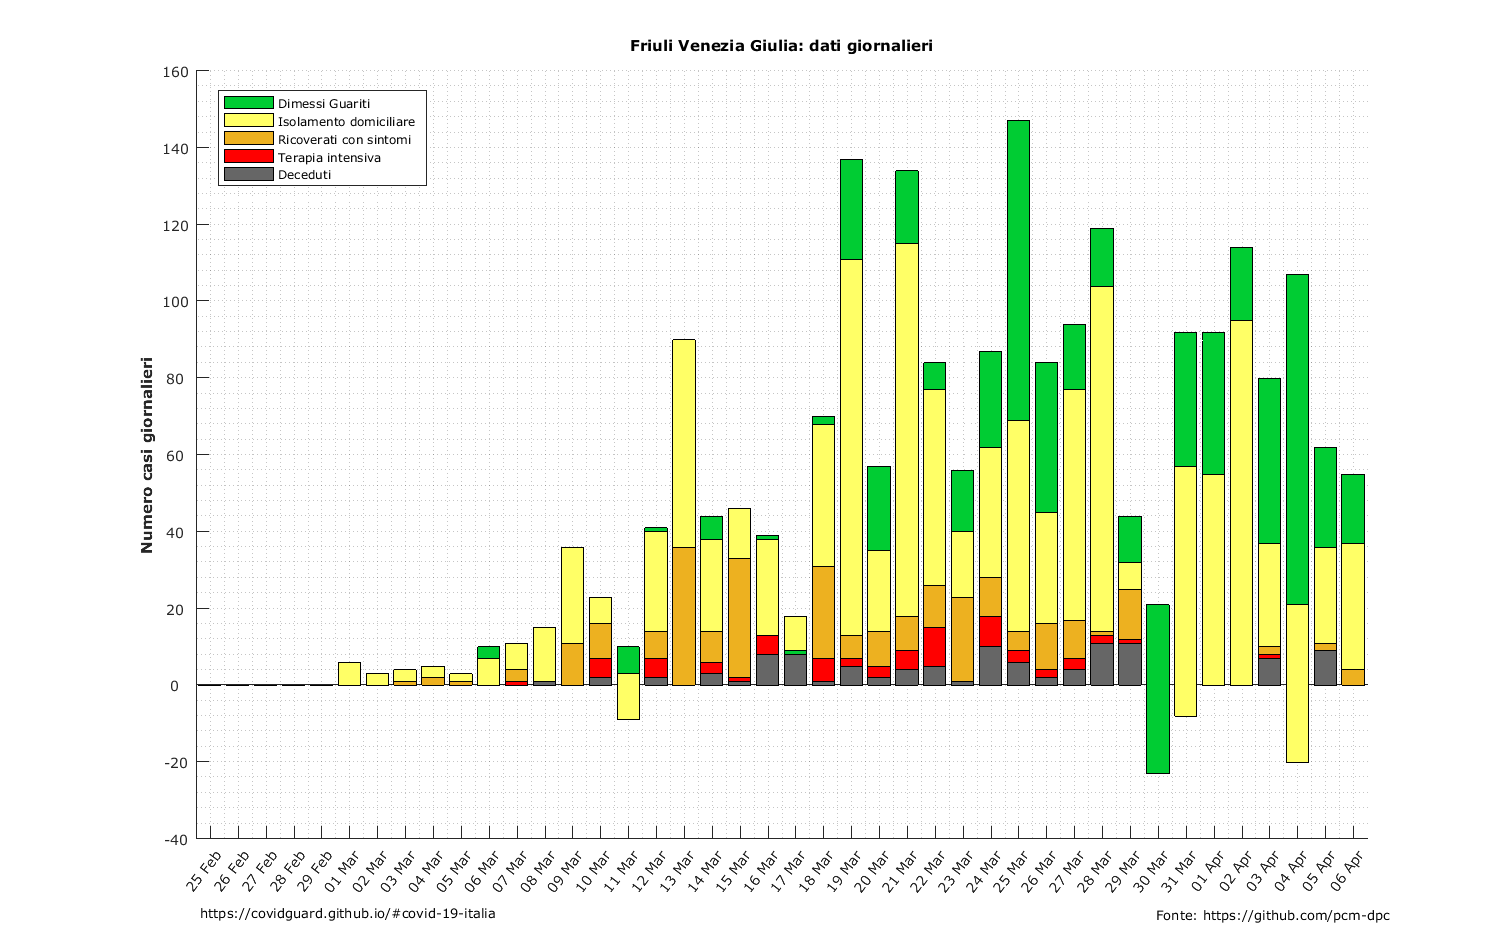 Friuli Venezia Giulia: dati giornalieri
160
140
120
100
80
60
40
20
0
-20
-40
Numero casi giornalieri
Dimessi Guariti
Isolamento domiciliare
Ricoverati con sintomi
Terapia intensiva
Deceduti
25 Feb
26 Feb
27 Feb
28 Feb
29 Feb
01 Mar
02 Mar
03 Mar
04 Mar
05 Mar
06 Mar
07 Mar
08 Mar
09 Mar
10 Mar
11 Mar
12 Mar
13 Mar
14 Mar
15 Mar
16 Mar
17 Mar
18 Mar
19 Mar
20 Mar
21 Mar
22 Mar
23 Mar
24 Mar
25 Mar
26 Mar
27 Mar
28 Mar
29 Mar
30 Mar
31 Mar
01 Apr
02 Apr
03 Apr
04 Apr
05 Apr
06 Apr
https://covidguard.github.io/#covid-19-italia
Fonte: https://github.com/pcm-dpc